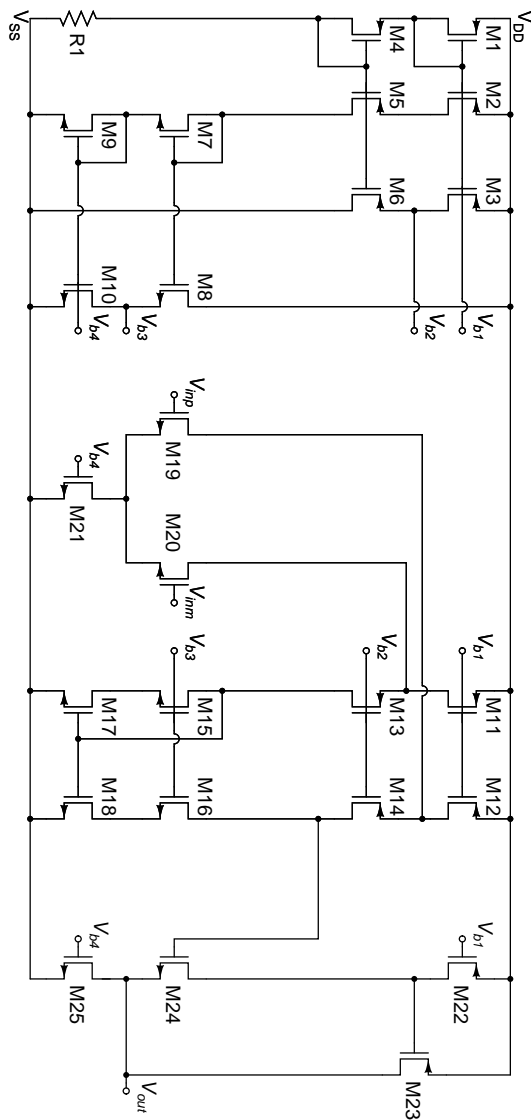 V_DD
M1
M2
M3
V_b1
V_b1
M11
M12
V_b1
M22
M23
M4
M5
M6
V_b2
V_b2
M13
M14
M7
M8
V_inp
M19
M20
V_inm
V_b3
M15
M16
M24
V_b3
V_out
M9
M10
V_b4
V_b4
M21
M17
M18
V_b4
M25
R1
V_SS